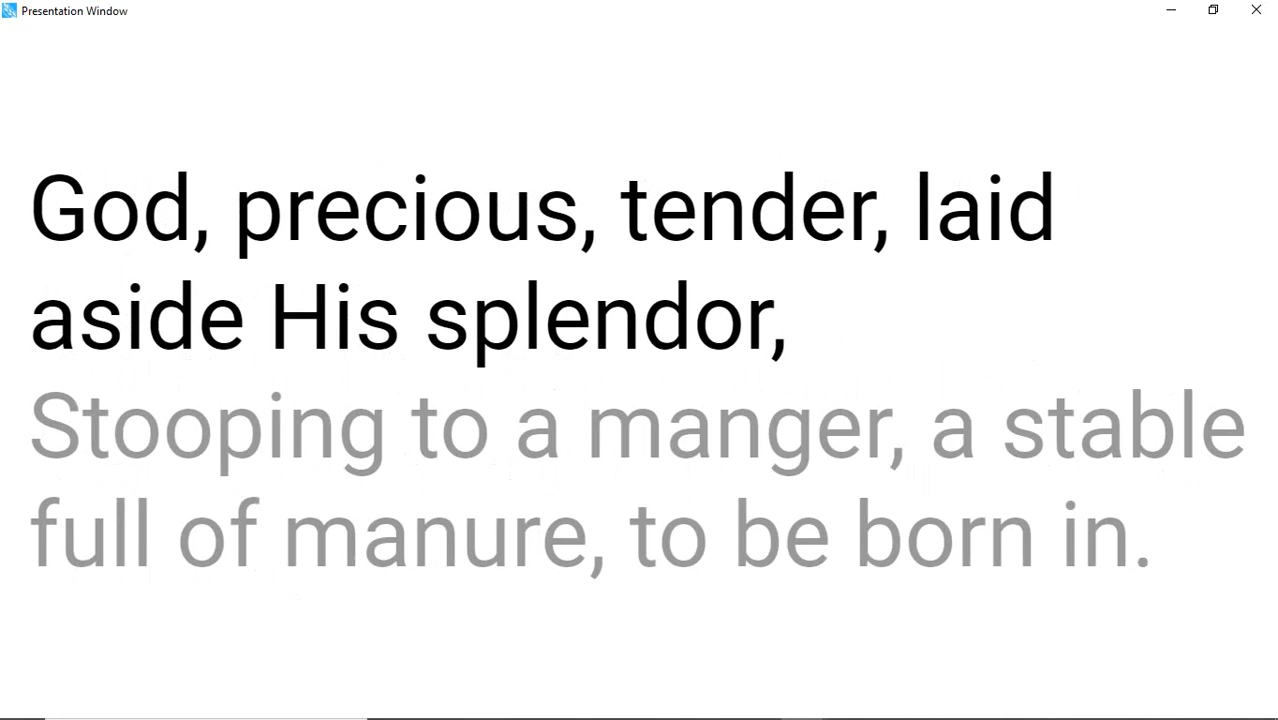 Presentation Window
God, precious, tender, laid
aside His splendor,
Stooping to a manger, a stable
full of manure, to be born in.